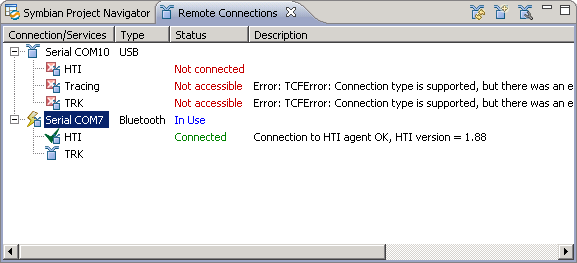 Symbian Project Navigator Remote Connections
Connection/Services Type Status Description
Serial COM10 USB
HTI Not connected
Tracing Not accessible Error: TCFError: Connection type is supported, but there was an e
TRK Not accessible Error: TCFError: Connection type is supported, but there was an e
Serial COM7 Bluetooth In Use
HTI Connected Connection to HTI agent OK, HTI version = 1.88
TRK